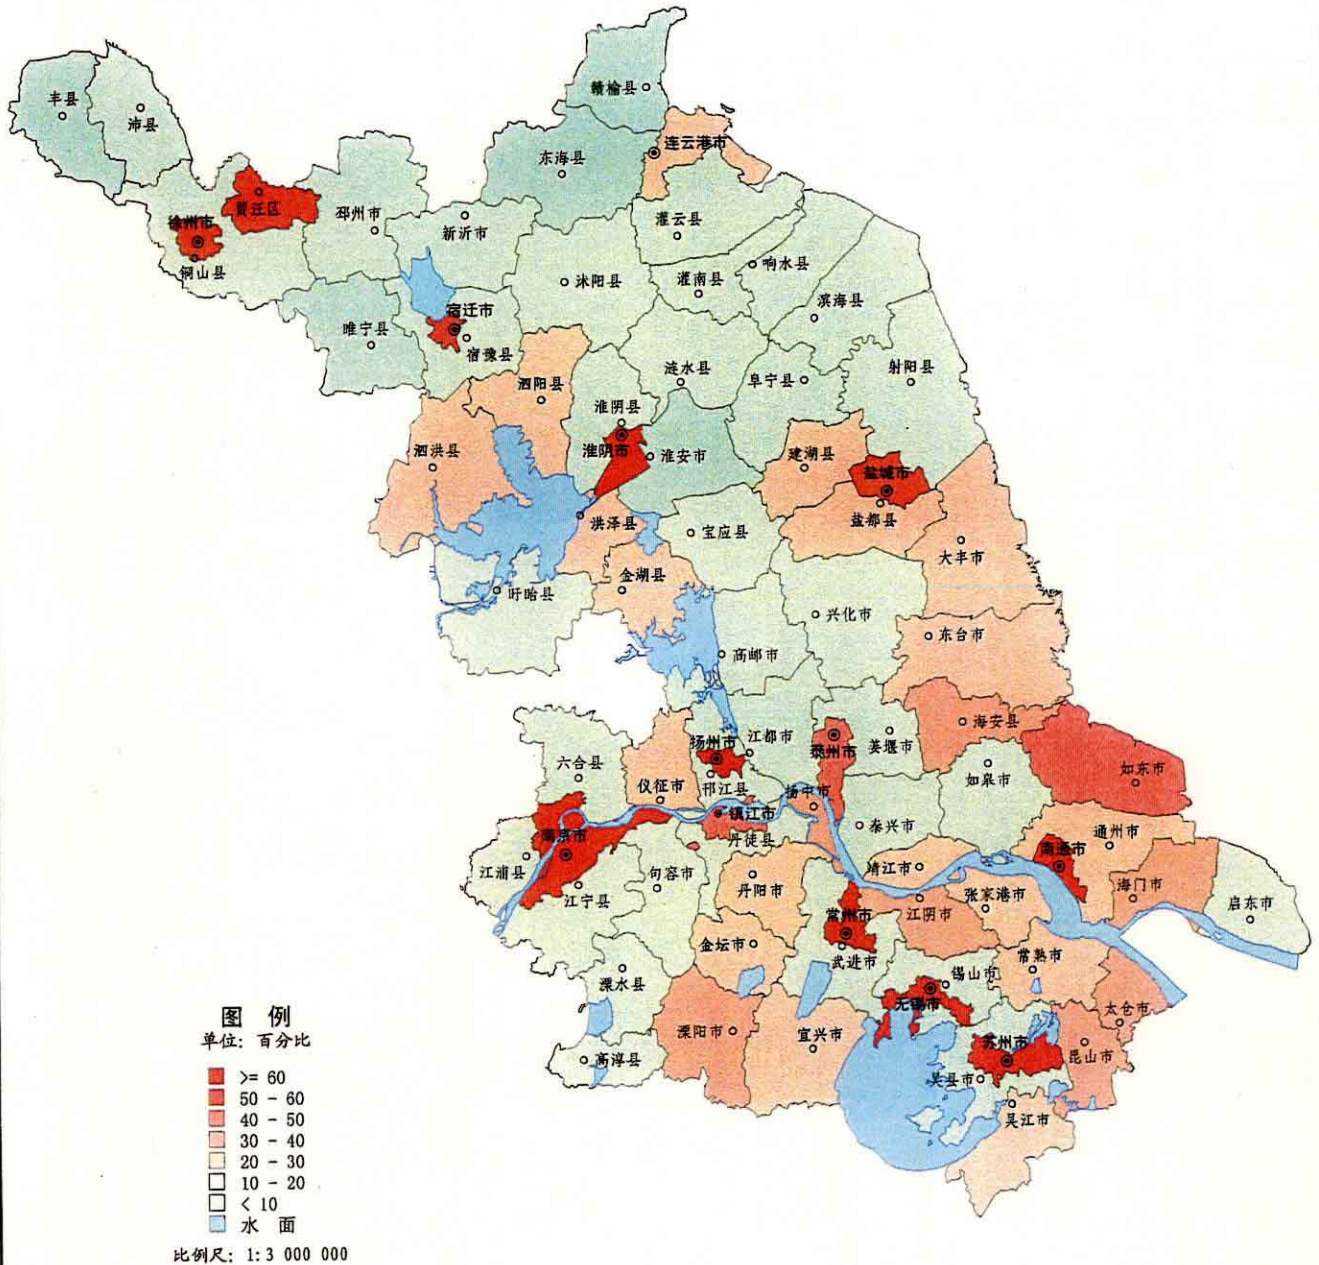 赣榆县
丰县
沛县
连云港市
东海县
贾汪区
徐州市
铜山县
邳州市
新沂市
灌云县
沭阳县
灌南县
响水县
滨海县
宿迁市
宿豫县
睢宁县
涟水县
阜宁县
射阳县
泗阳县
淮阴县
淮阴市
淮安市
泗洪县
建湖县
盐城市
盐都县
洪泽县
宝应县
大丰市
金湖县
盱眙县
兴化市
东台市
高邮市
海安县
扬州市
江都市
泰州市
姜堰市
如皋市
如东市
六合县
仪征市
邗江县
扬中市
镇江市
丹徒县
泰兴市
通州市
南京市
江浦县
江宁县
句容市
丹阳市
靖江市
南通市
张家港市
海门市
启东市
常州市
江阴市
金坛市
武进市
常熟市
锡山市
无锡市
溧水县
太仓市
溧阳市
宜兴市
苏州市
昆山市
高淳县
吴县市
吴江市
图 例
单位: 百分比
>= 60
50 - 60
40 - 50
30 - 40
20 - 30
10 - 20
< 10
水 面
比例尺: 1:3 000 000